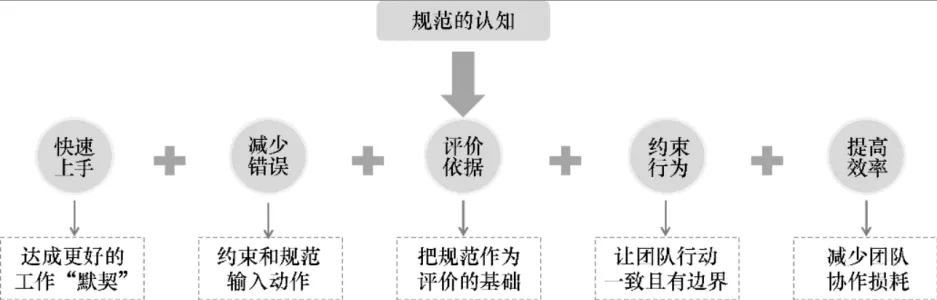 规范的认知
快速
上手
减少
错误
评价
依据
约束
行为
提高
效率
达成更好的
工作“默契”
约束和规范
输入动作
把规范作为
评价的基础
让团队行动
一致且有边界
减少团队
协作损耗